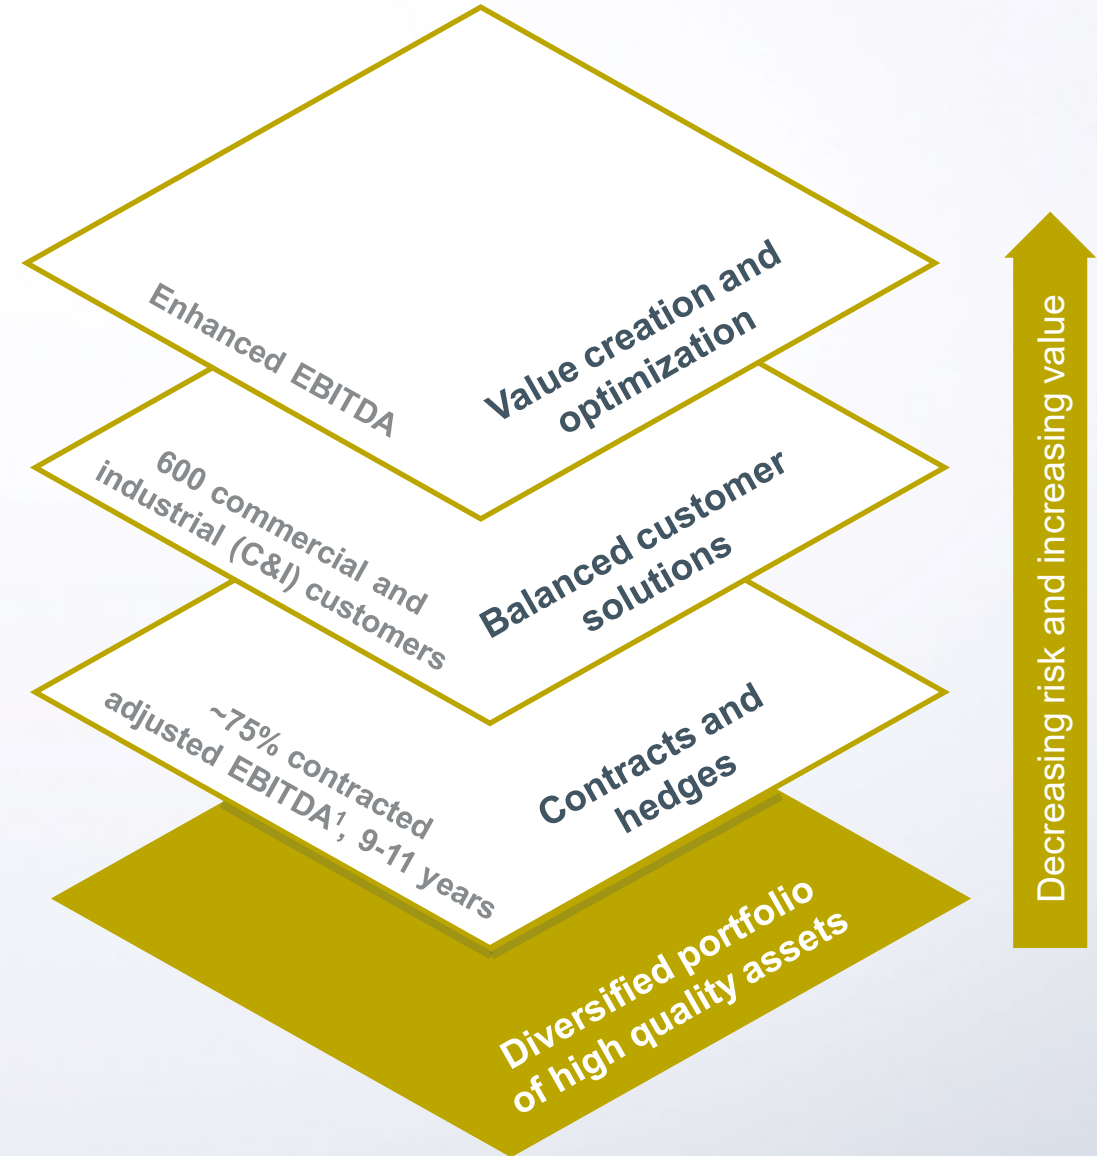 Enhanced EBITDA
Value creation and
optimization
600 commercial and
industrial (C&I) customers
Balanced customer
solutions
~75% contracted
adjusted EBITDA¹, 9-11 years
Contracts and
hedges
Diversified portfolio
of high quality assets
Decreasing risk and increasing value